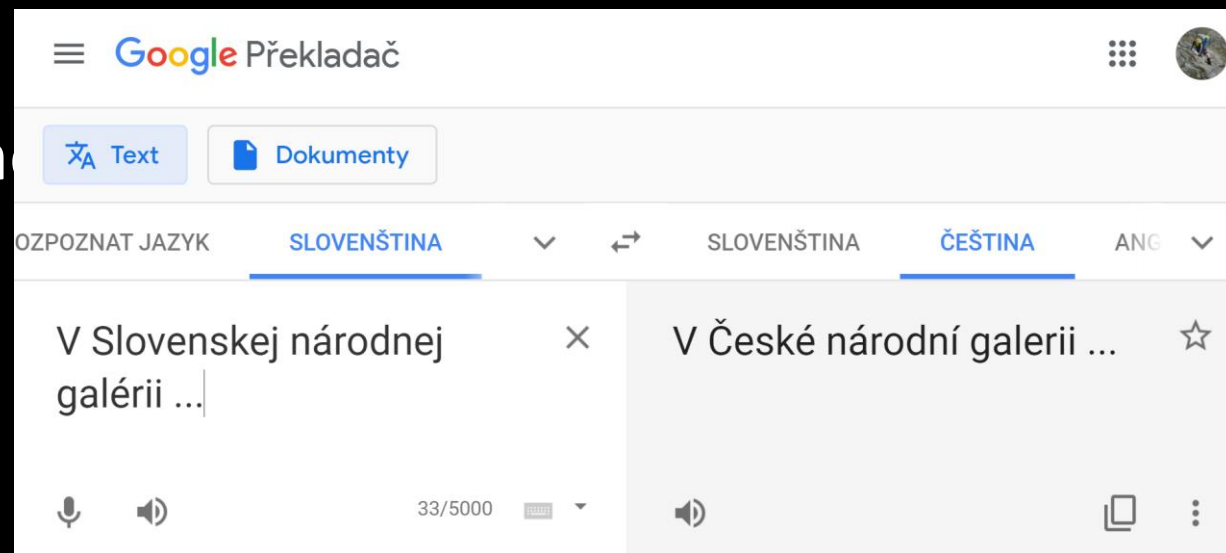 Google Překladač
Text Dokumenty
OZPOZNAT JAZYK SLOVENŠTINA SLOVENŠTINA ČEŠTINA ANG
V Slovenskej národnej
galérii ...
V České národní galerii ...
33/5000